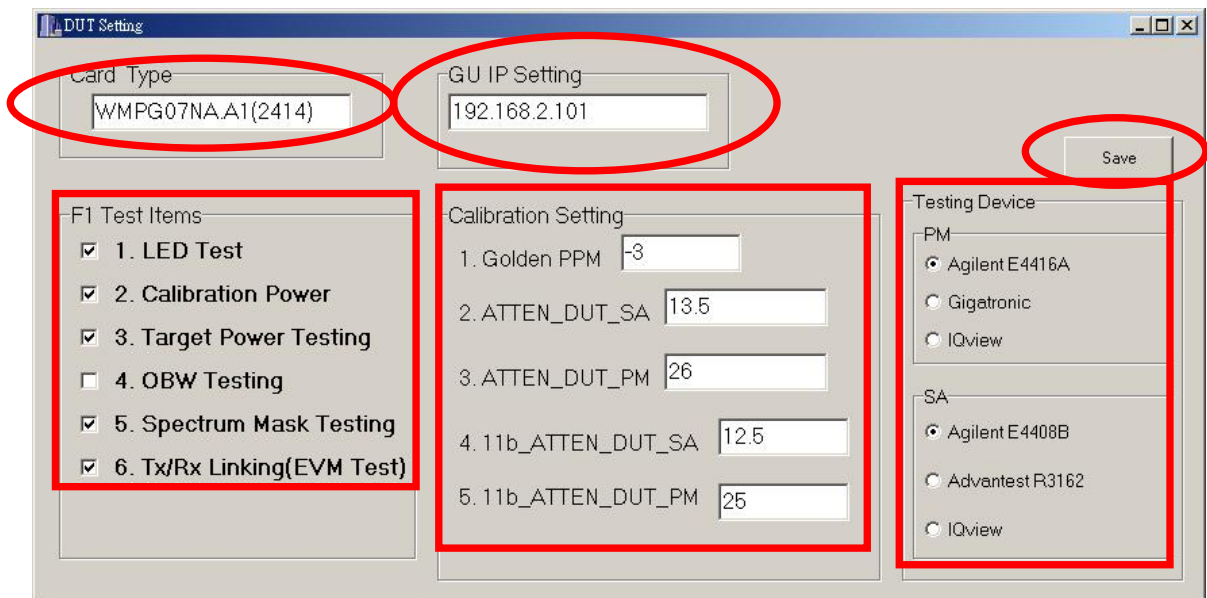 DUT Setting
Card Type
WMPG07NA.A1(2414)
GU IP Setting
192.168.2.101
Save
F1 Test Items
1. LED Test
2. Calibration Power
3. Target Power Testing
4. OBW Testing
5. Spectrum Mask Testing
6. Tx/Rx Linking(EVM Test)
Calibration Setting
1. Golden PPM -3
2. ATTEN_DUT_SA 13.5
3. ATTEN_DUT_PM 26
4. 11b_ATTEN_DUT_SA 12.5
5. 11b_ATTEN_DUT_PM 25
Testing Device
PM
Agilent E4416A
Gigatronic
IQview
SA
Agilent E4408B
Advantest R3162
IQview